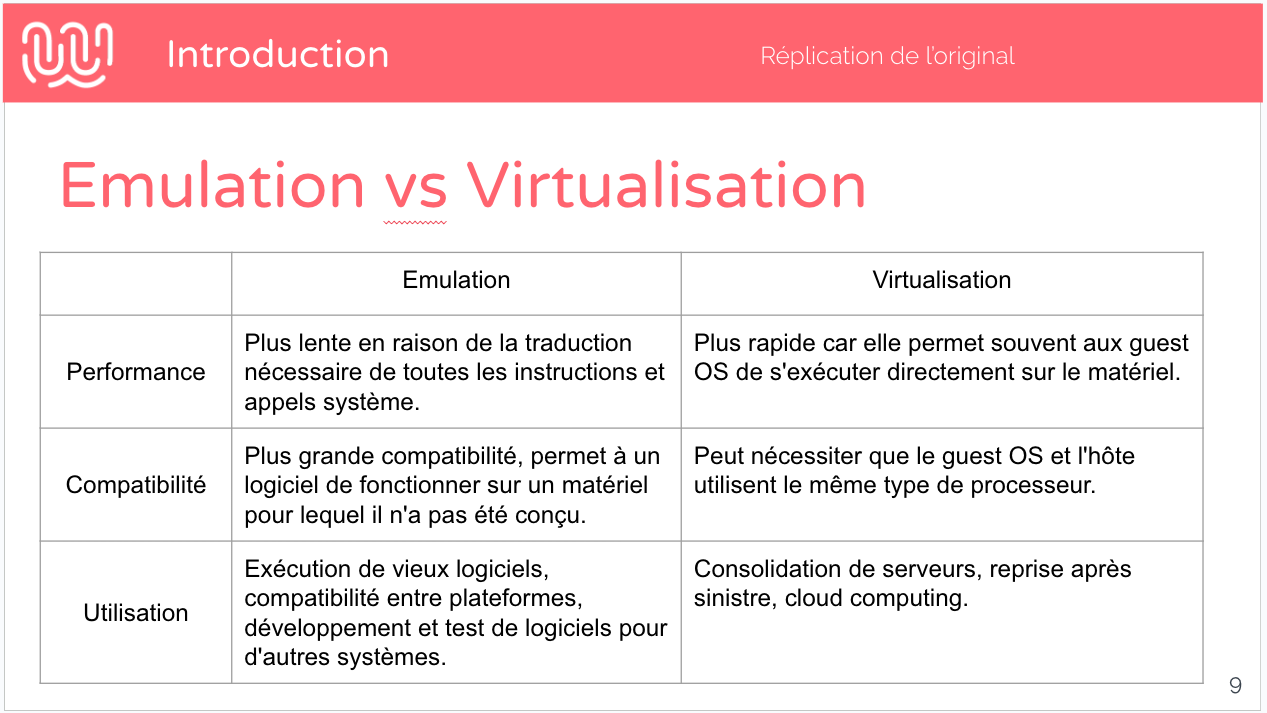 Introduction
Réplication de l'original
Emulation vs Virtualisation
Emulation
Virtualisation
Performance
Plus lente en raison de la traduction
nécessaire de toutes les instructions et
appels système.
Plus rapide car elle permet souvent aux guest
OS de s'exécuter directement sur le matériel.
Compatibilité
Plus grande compatibilité, permet à un
logiciel de fonctionner sur un matériel
pour lequel il n'a pas été conçu.
Peut nécessiter que le guest OS et l'hôte
utilisent le même type de processeur.
Utilisation
Exécution de vieux logiciels,
compatibilité entre plateformes,
développement et test de logiciels pour
d'autres systèmes.
Consolidation de serveurs, reprise après
sinistre, cloud computing.
9